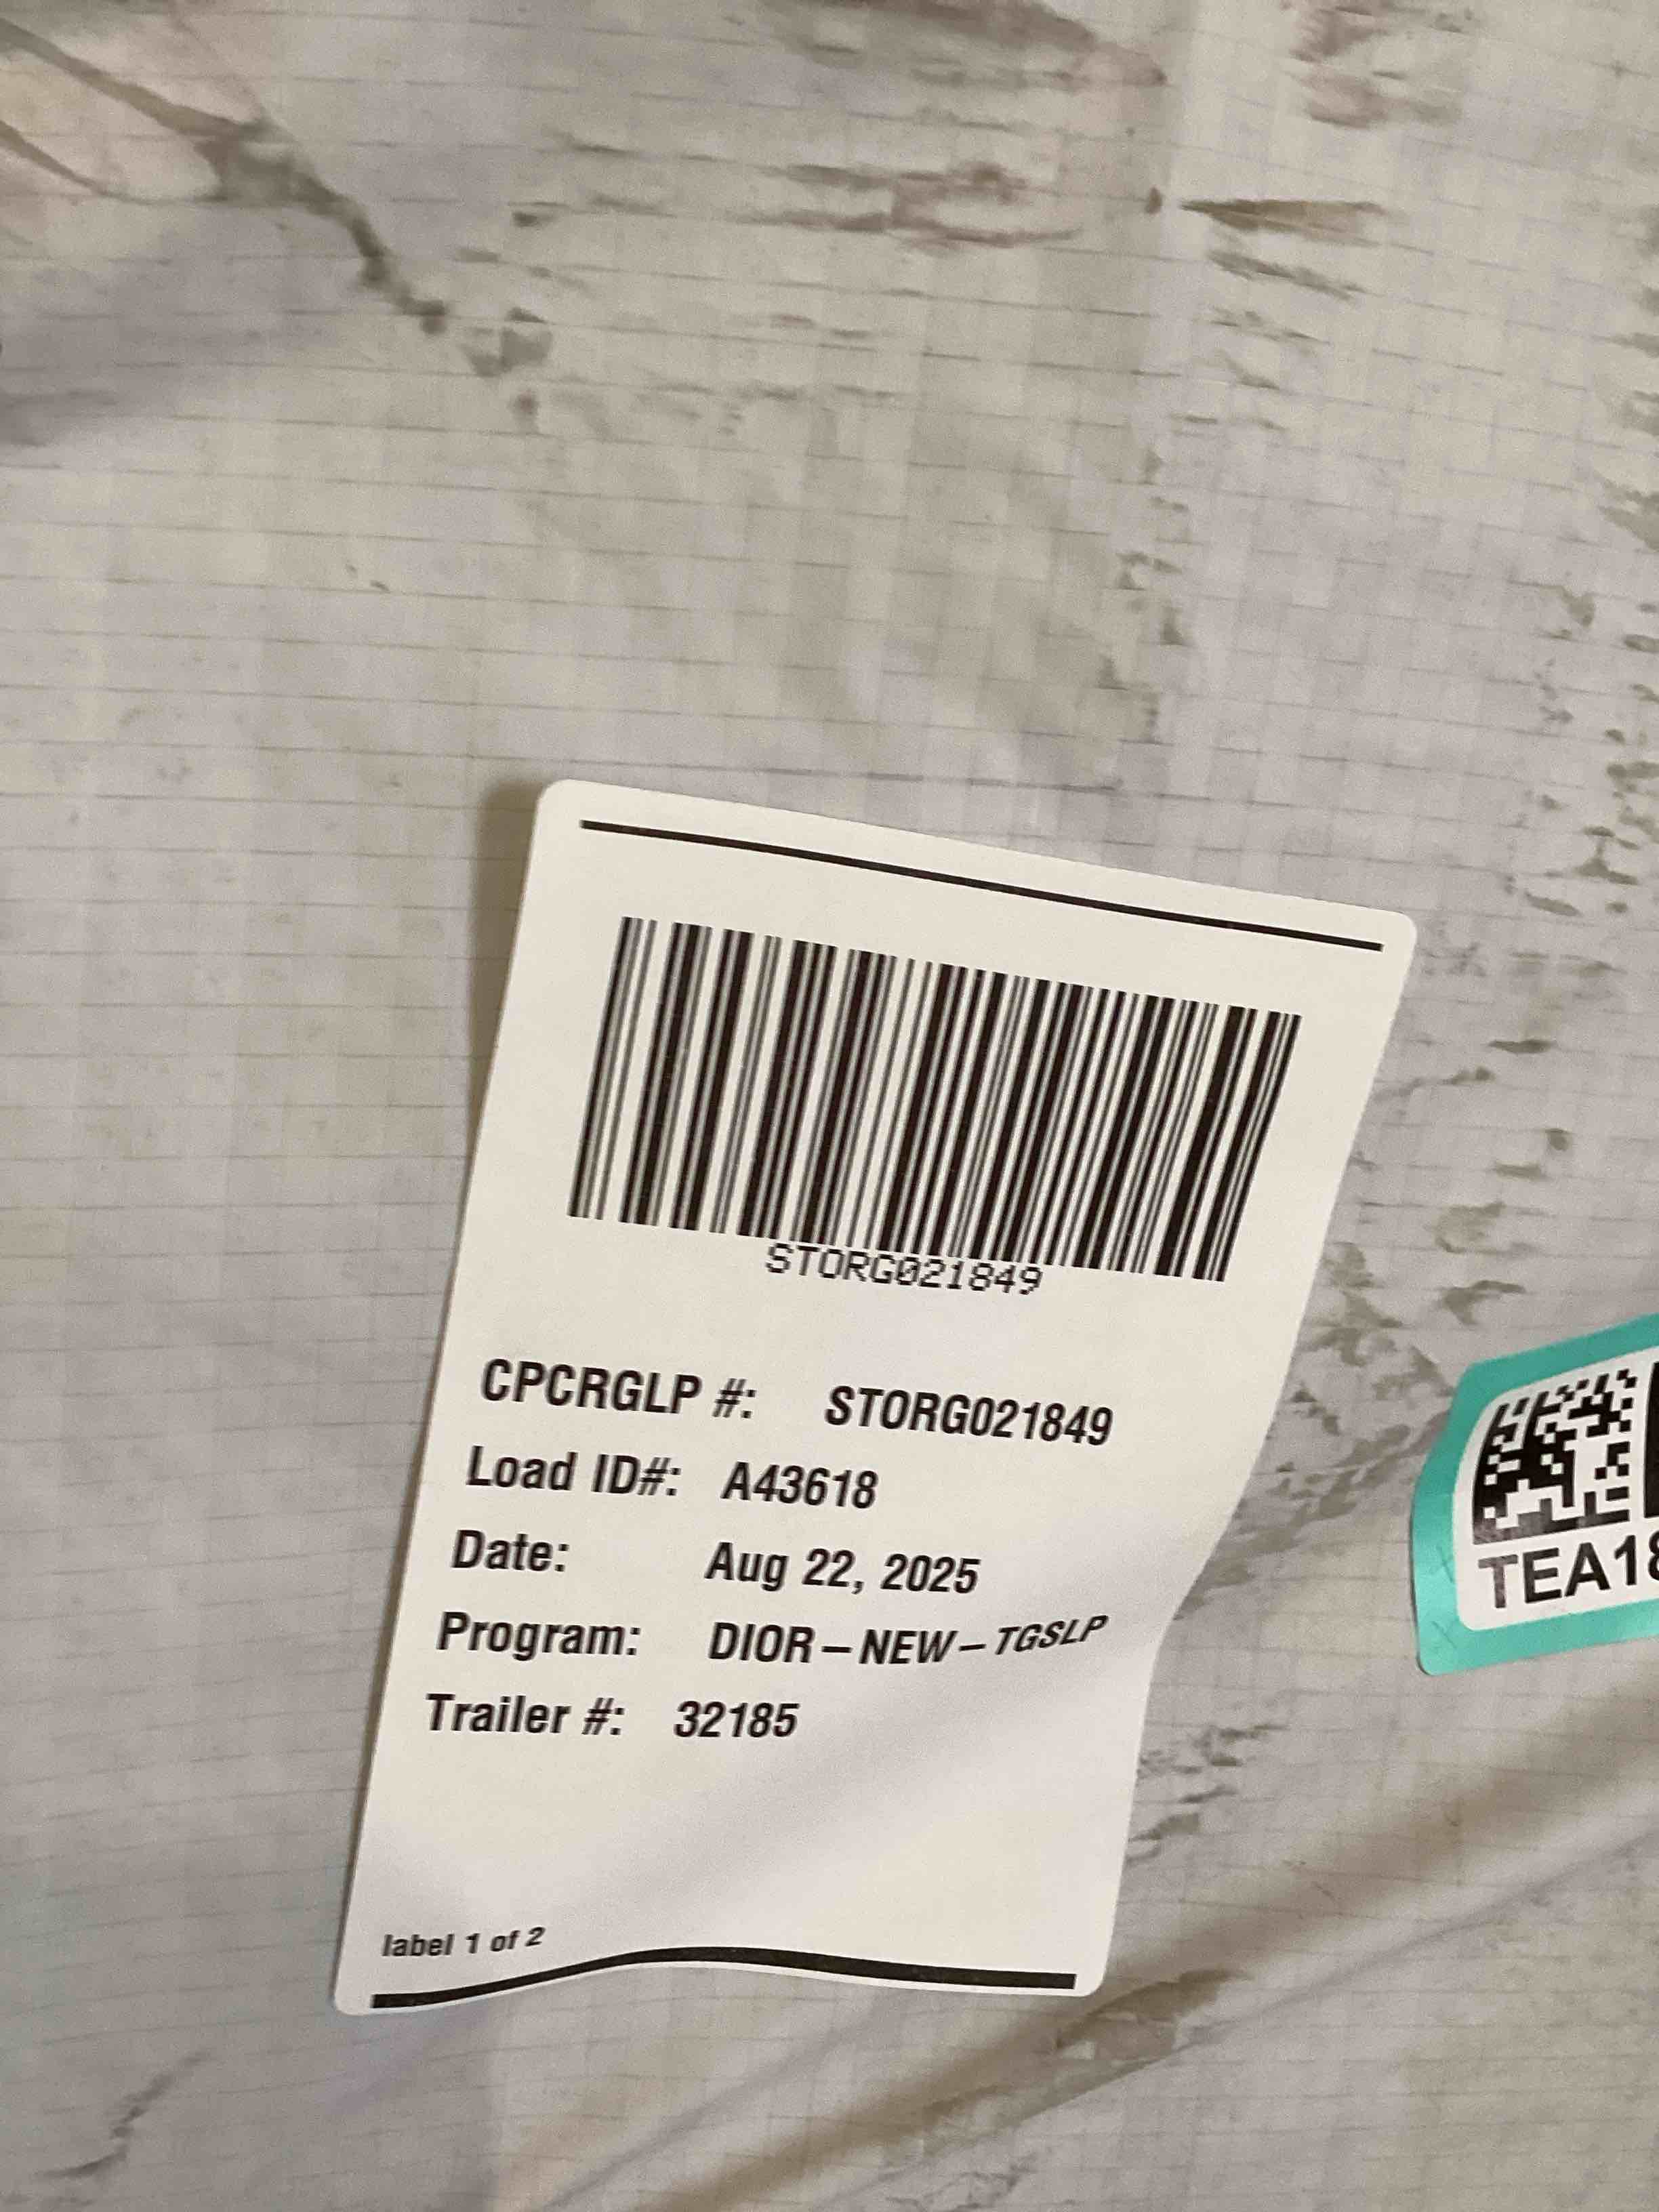 STORG021849
CPCRGLP #: STORG021849
Load ID#: A43618
Date: Aug 22, 2025
Program: DIOR-NEW-TGSLP
Trailer #: 32185
label 1 of 2